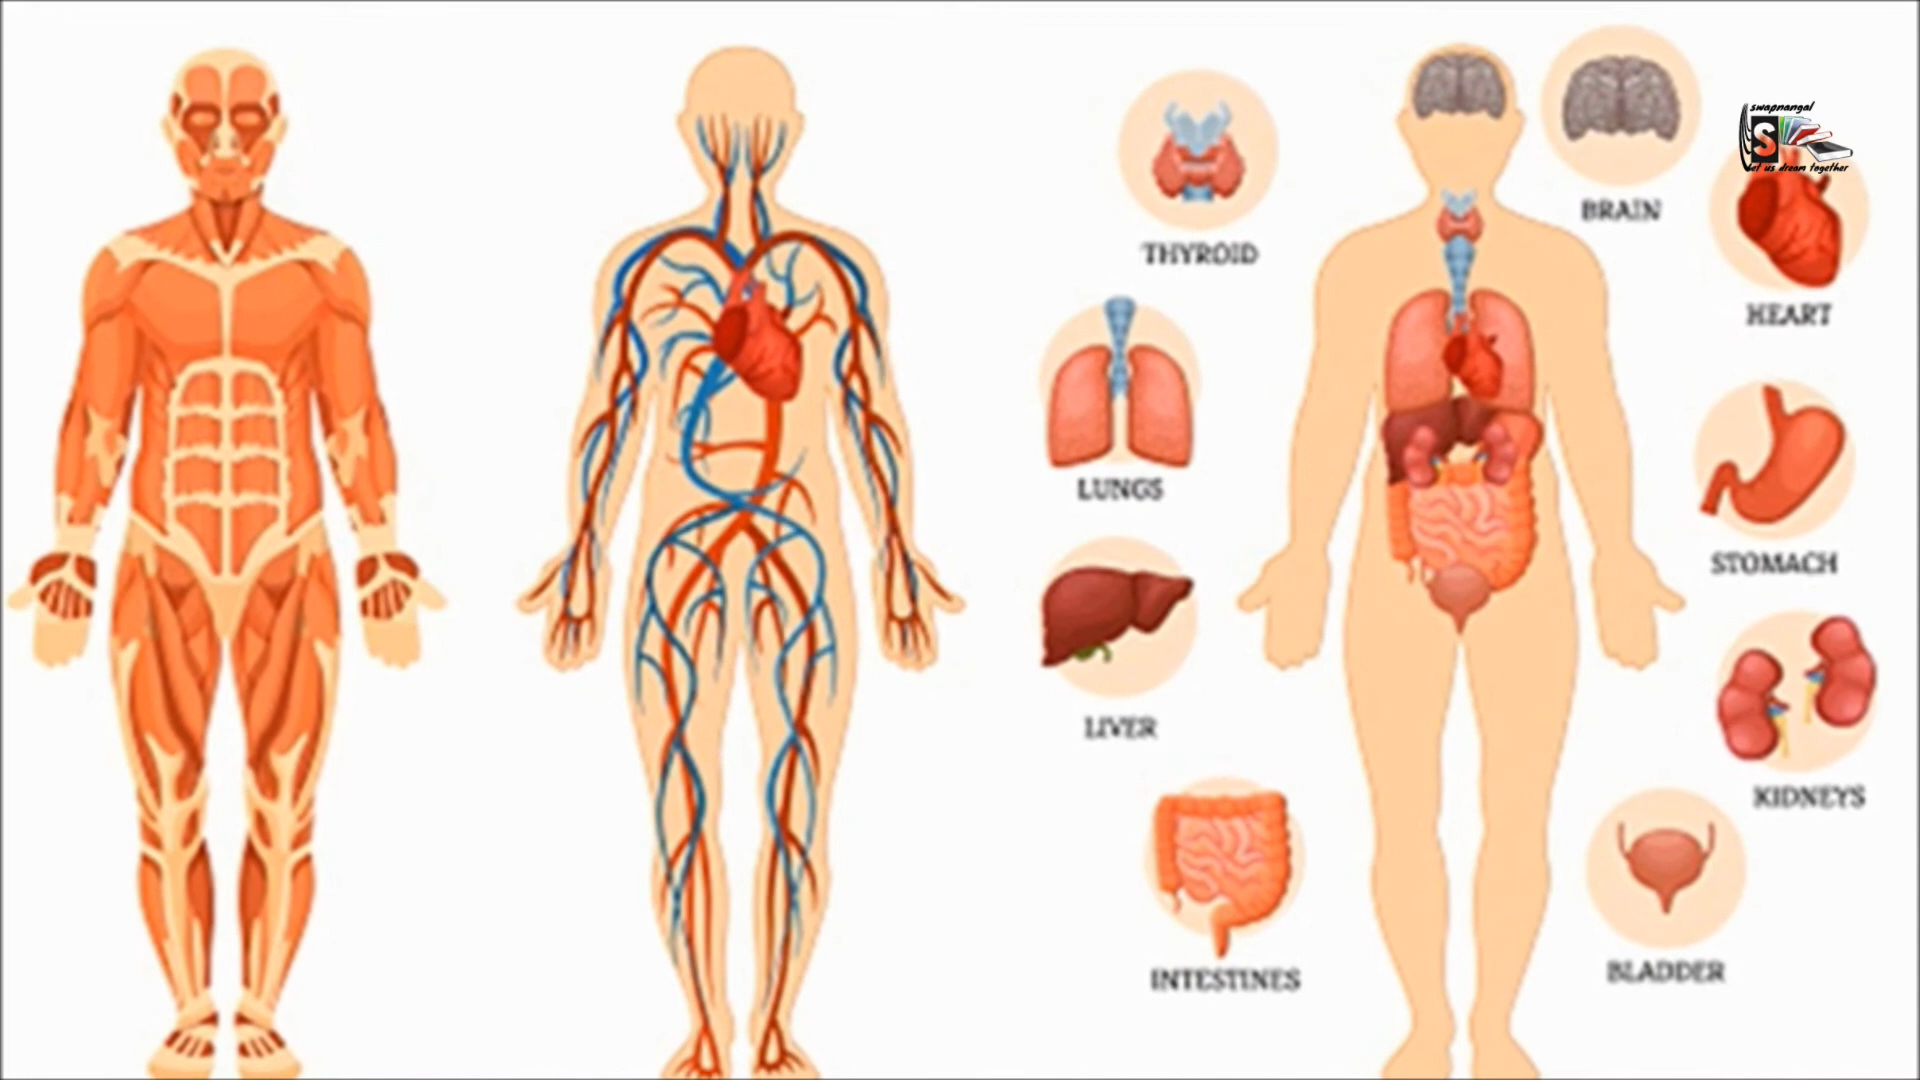 swapnangal
S
let us dream together
BRAIN
THYROID
HEART
LUNGS
STOMACH
LIVER
KIDNEYS
INTESTINES
BLADDER